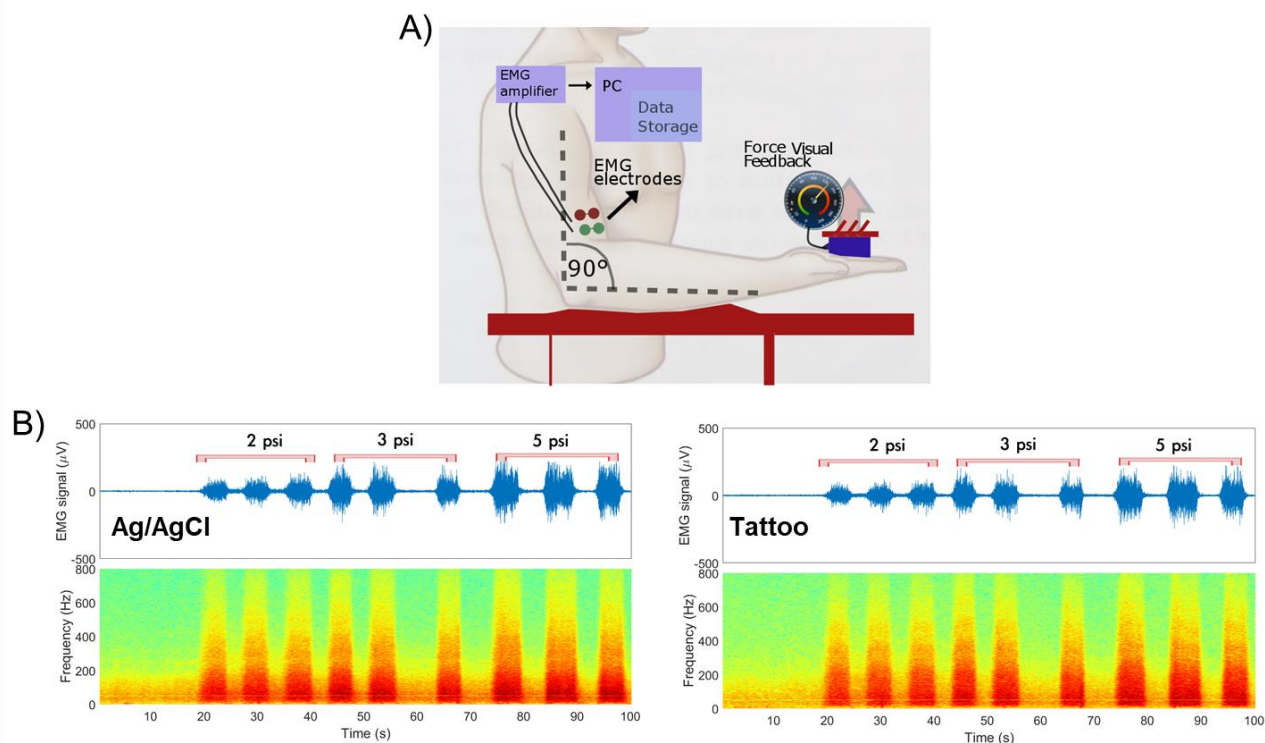 A)
EMG
amplifier
PC
Data
Storage
EMG
electrodes
Force Visual
Feedback
90°
B)
500
0
-500
EMG signal (μV)
2 psi
3 psi
5 psi
Ag/AgCl
800
600
400
200
0
Frequency (Hz)
10 20 30 40 50 60 70 80 90 100
Time (s)
500
0
-500
EMG signal (μV)
2 psi
3 psi
5 psi
Tattoo
800
600
400
200
0
Frequency (Hz)
10 20 30 40 50 60 70 80 90 100
Time (s)